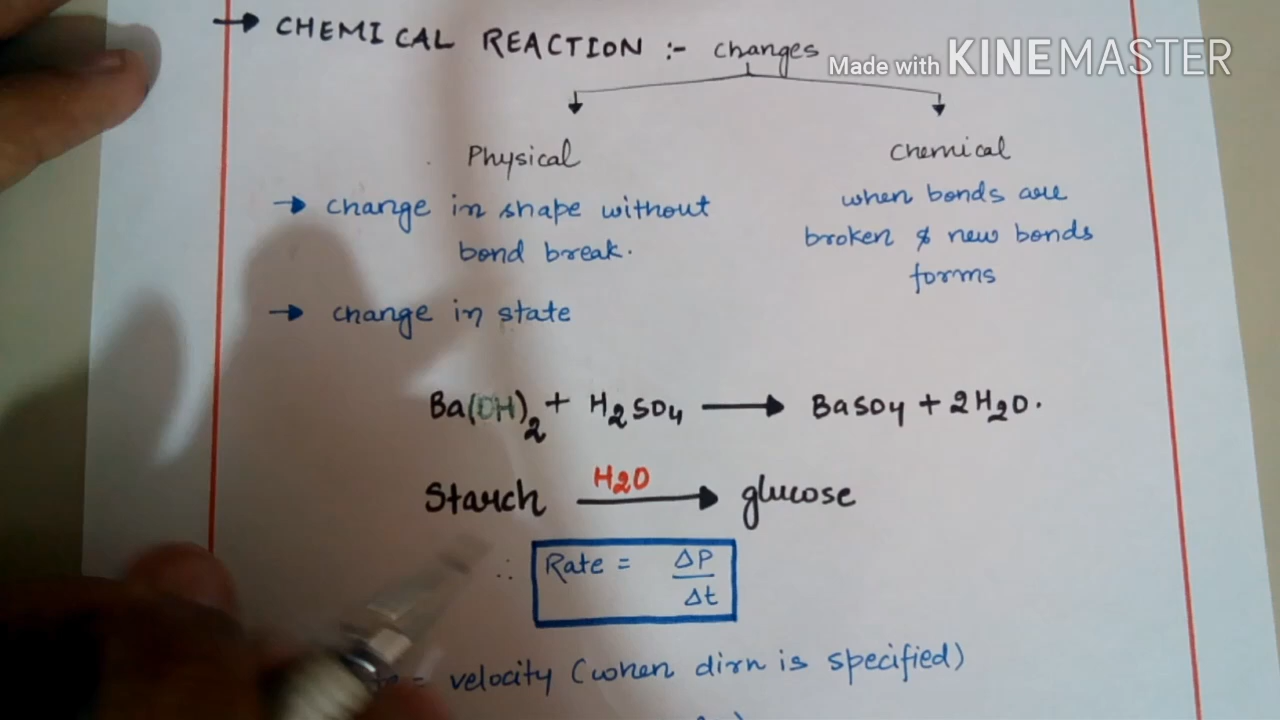 → CHEMICAL REACTION :- changes
Made with KINEMASTER
Physical
Chemical
→ change in shape without
bond break.
→ change in state
when bonds are
broken & new bonds
forms
Ba(OH)2 + H2SO4 → BaSO4 + 2H2O.
Starch H2O → glucose
∴ Rate = ΔP
Δt
= velocity (when dirn is specified)